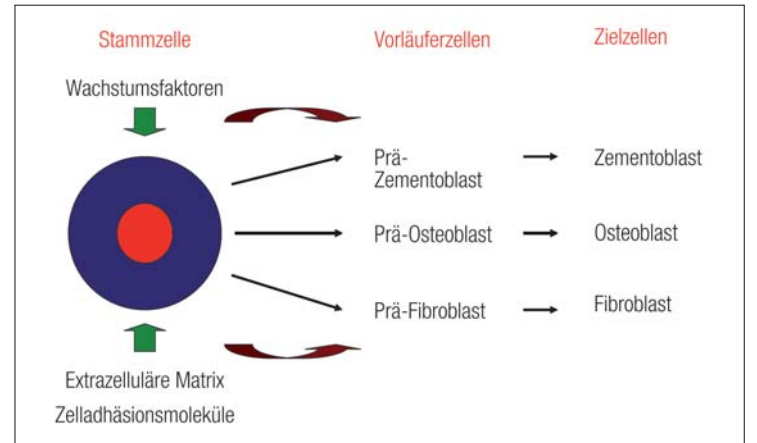 Stammzelle
Vorläuferzellen
Zielzellen
Wachstumsfaktoren
Prä-
Zementoblast
Zementoblast
Prä-Osteoblast
Osteoblast
Prä-Fibroblast
Fibroblast
Extrazelluläre Matrix
Zelladhäsionsmoleküle